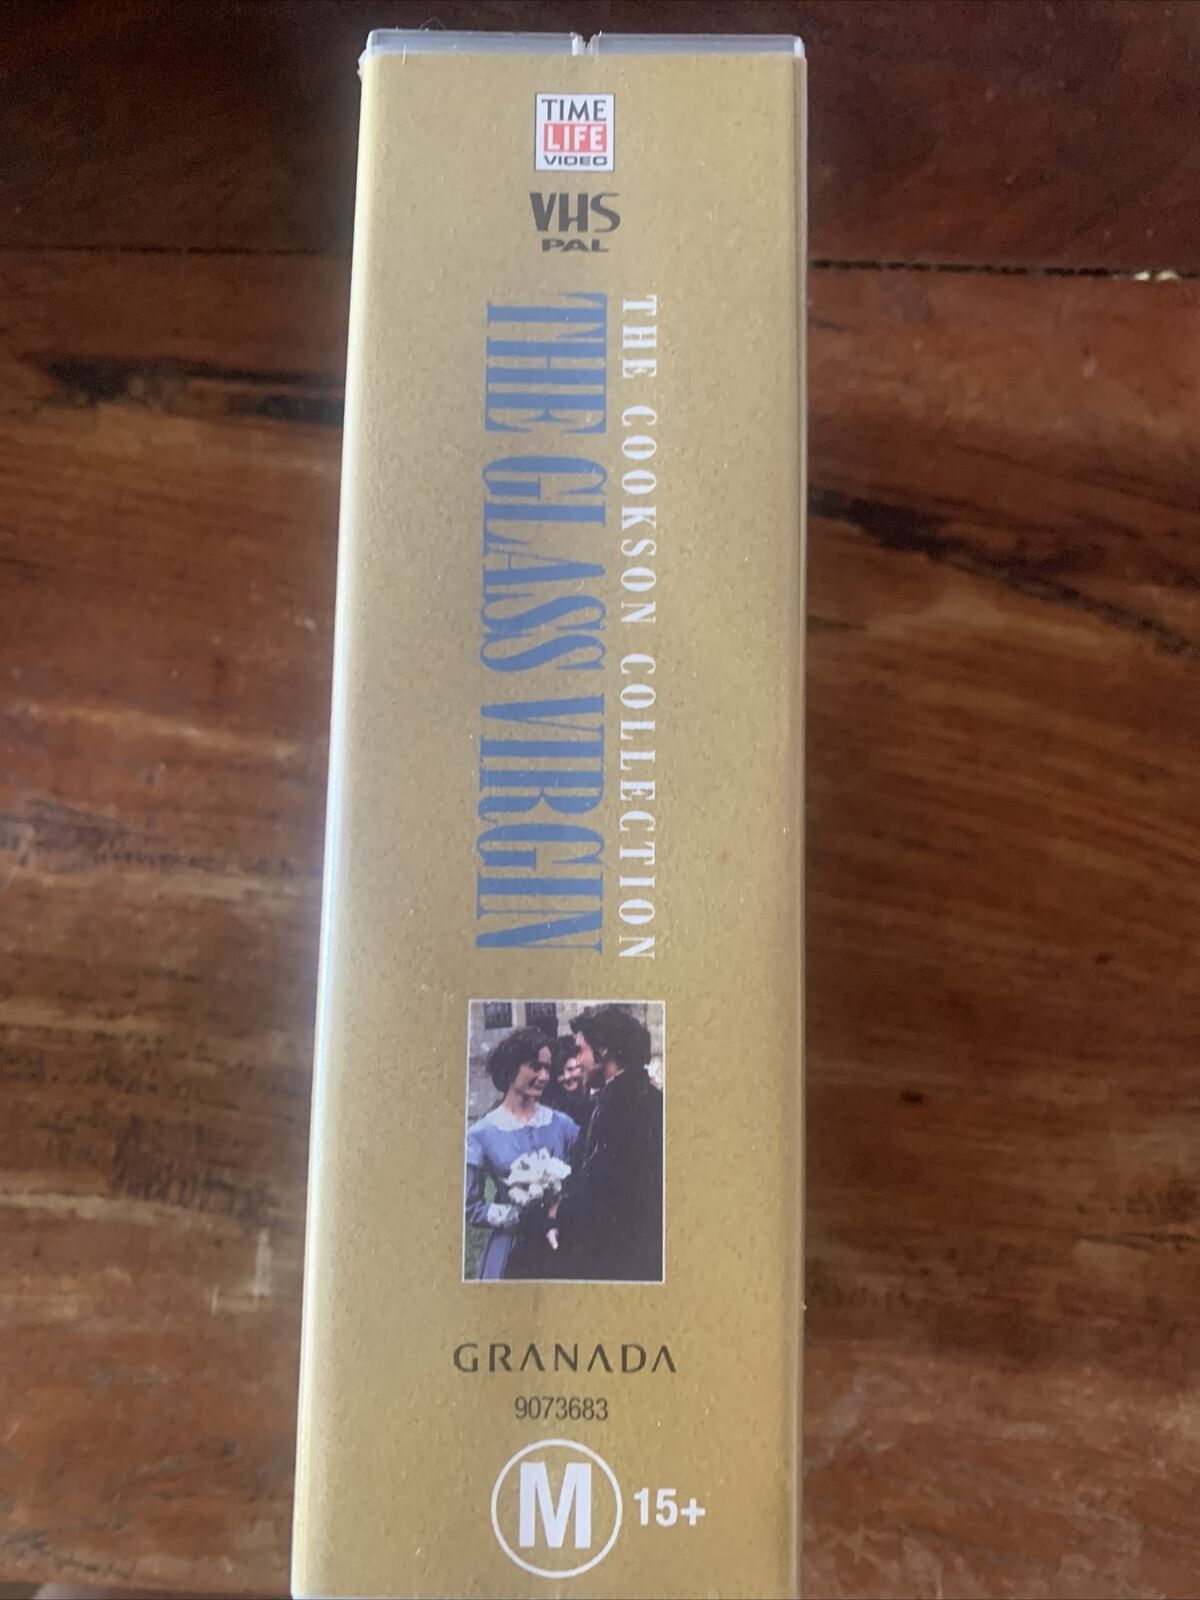 TIME
LIFE
VIDEO
VHS
PAL
THE COOKSON COLLECTION
THE GLASS VIRGIN
GRANADA
9073683
M 15+